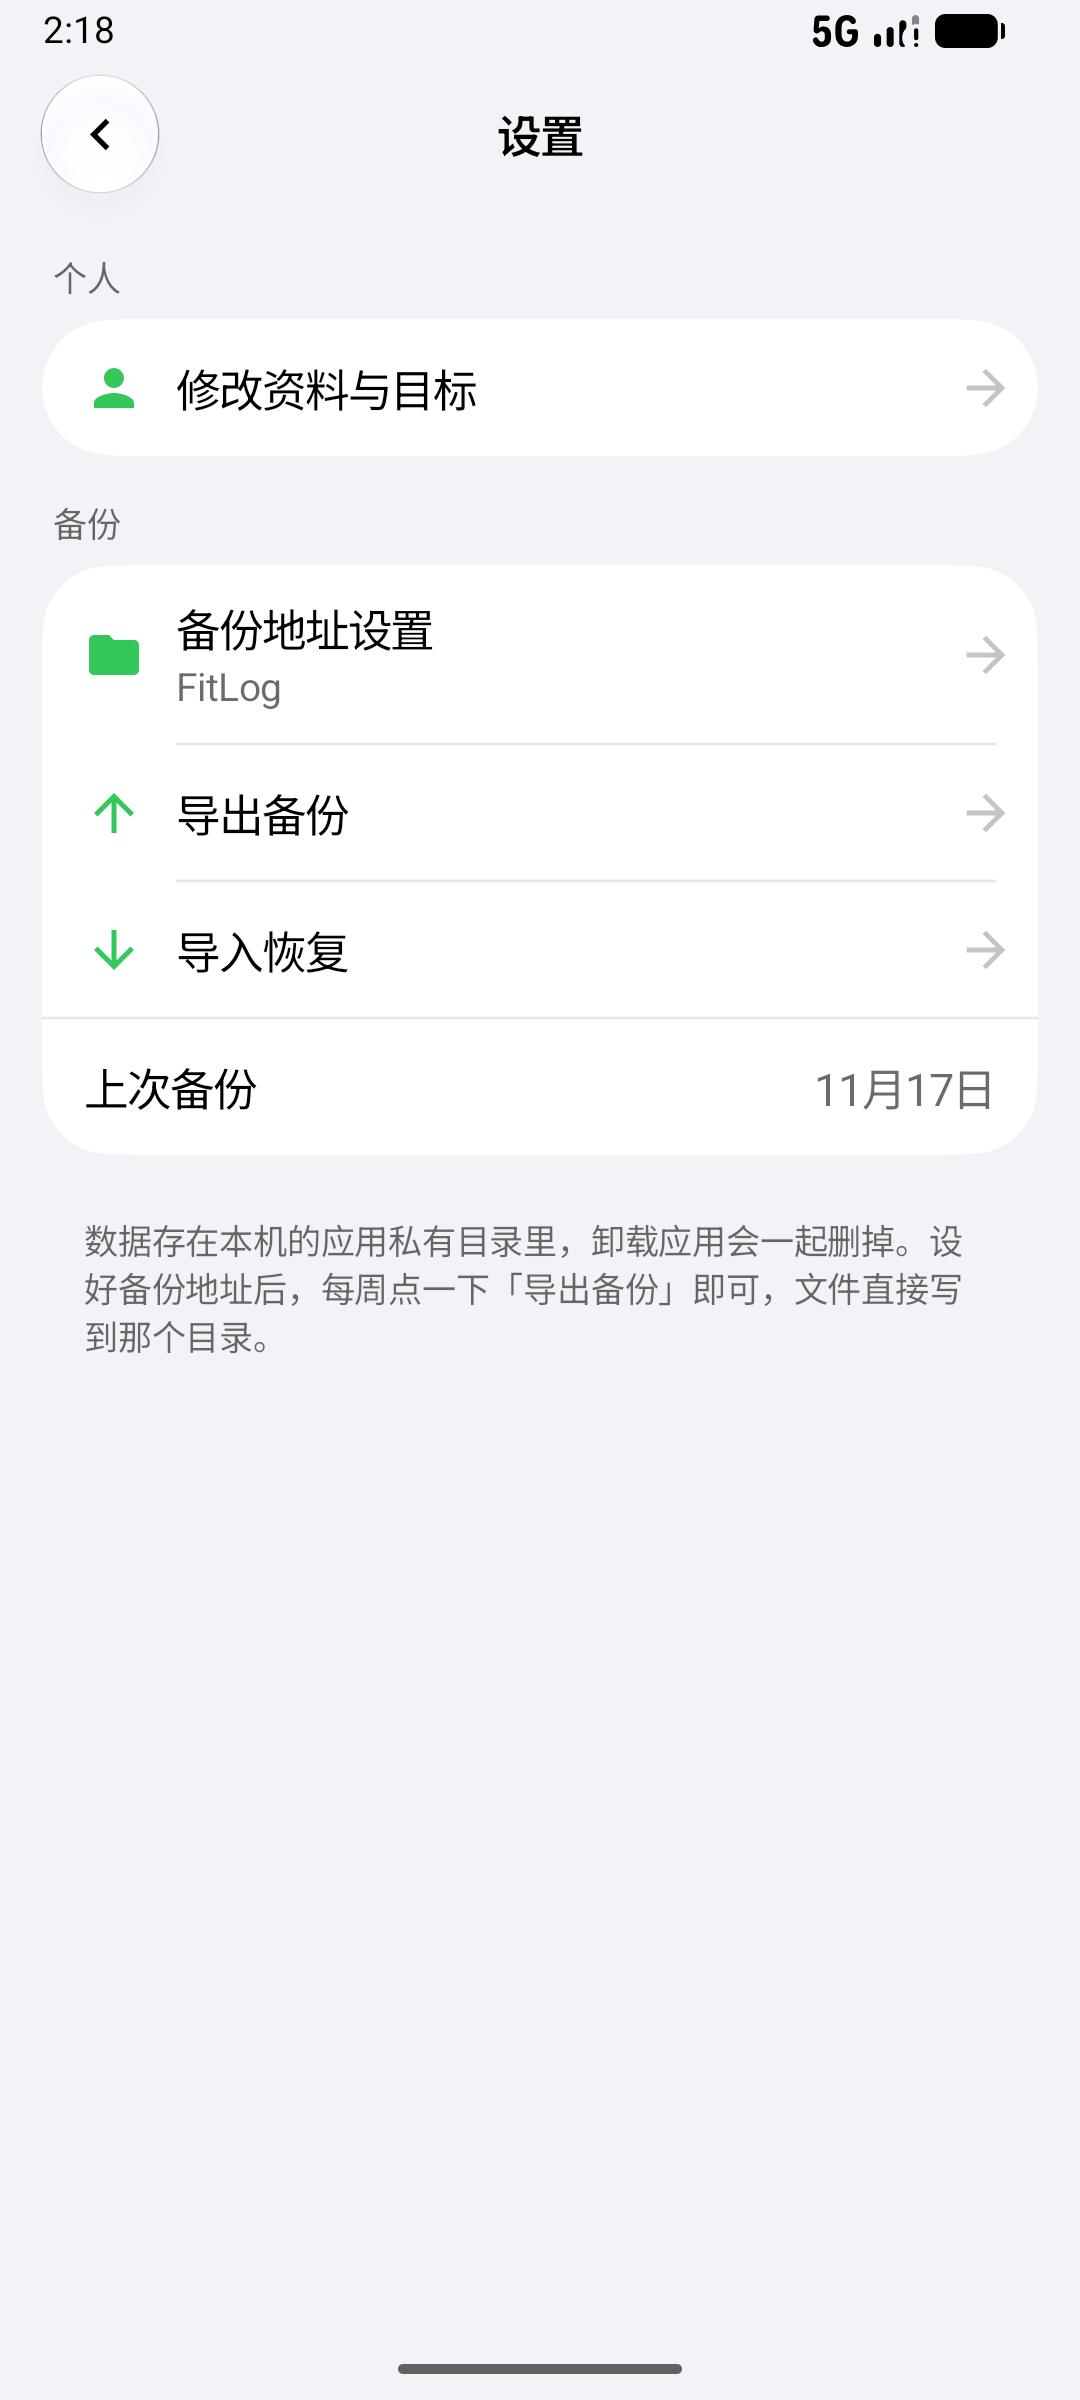 2:18
5G
设置
个人
修改资料与目标
备份
备份地址设置
FitLog
导出备份
导入恢复
上次备份
11月17日
数据存在本机的应用私有目录里，卸载应用会一起删掉。设
好备份地址后，每周点一下「导出备份」即可，文件直接写
到那个目录。